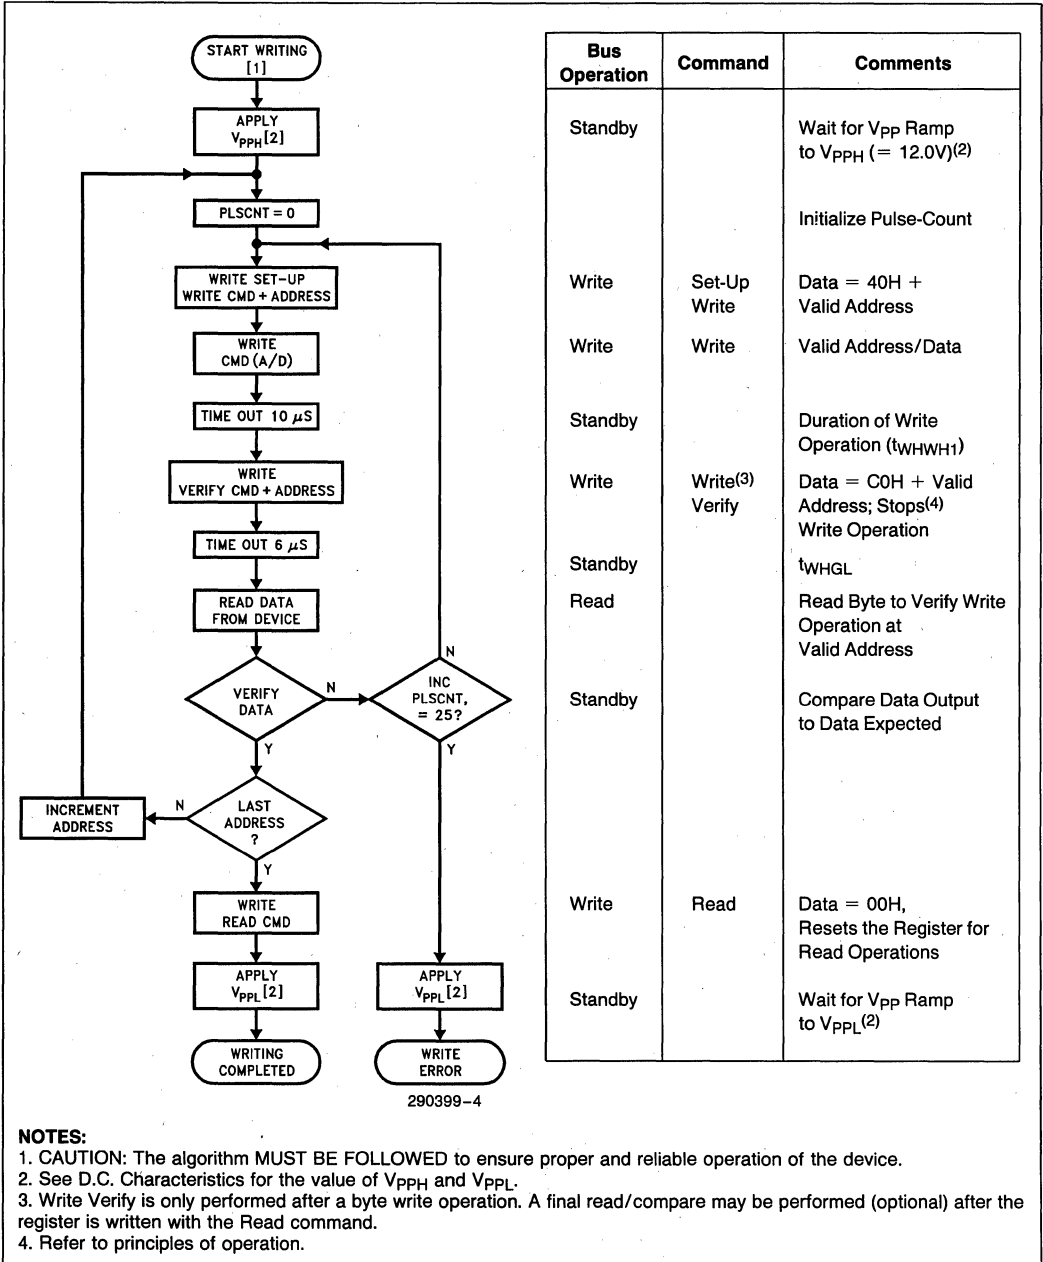 START WRITING
[1]
APPLY
VPPH[2]
PLSCNT = 0
WRITE SET-UP
WRITE CMD + ADDRESS
WRITE
CMD (A/D)
TIME OUT 10 μS
WRITE
VERIFY CMD + ADDRESS
TIME OUT 6 μS
READ DATA
FROM DEVICE
VERIFY
DATA
N
Y
INC
PLSCNT,
= 25?
N
Y
LAST
ADDRESS
?
N
Y
INCREMENT
ADDRESS
WRITE
READ CMD
APPLY
VPPL[2]
WRITING
COMPLETED
APPLY
VPPL[2]
WRITE
ERROR
290399–4
Bus
Operation
Command
Comments
Standby
Wait for VPP Ramp
to VPPH (= 12.0V)(2)
Initialize Pulse-Count
Write
Set-Up
Write
Data = 40H +
Valid Address
Write
Write
Valid Address/Data
Standby
Duration of Write
Operation (tWHWH1)
Write
Write(3)
Verify
Data = C0H + Valid
Address; Stops(4)
Write Operation
Standby
tWHGL
Read
Read Byte to Verify Write
Operation at
Valid Address
Standby
Compare Data Output
to Data Expected
Write
Read
Data = 00H,
Resets the Register for
Read Operations
Standby
Wait for VPP Ramp
to VPPL(2)
NOTES:
1. CAUTION: The algorithm MUST BE FOLLOWED to ensure proper and reliable operation of the device.
2. See D.C. Characteristics for the value of VPPH and VPPL.
3. Write Verify is only performed after a byte write operation. A final read/compare may be performed (optional) after the
register is written with the Read command.
4. Refer to principles of operation.